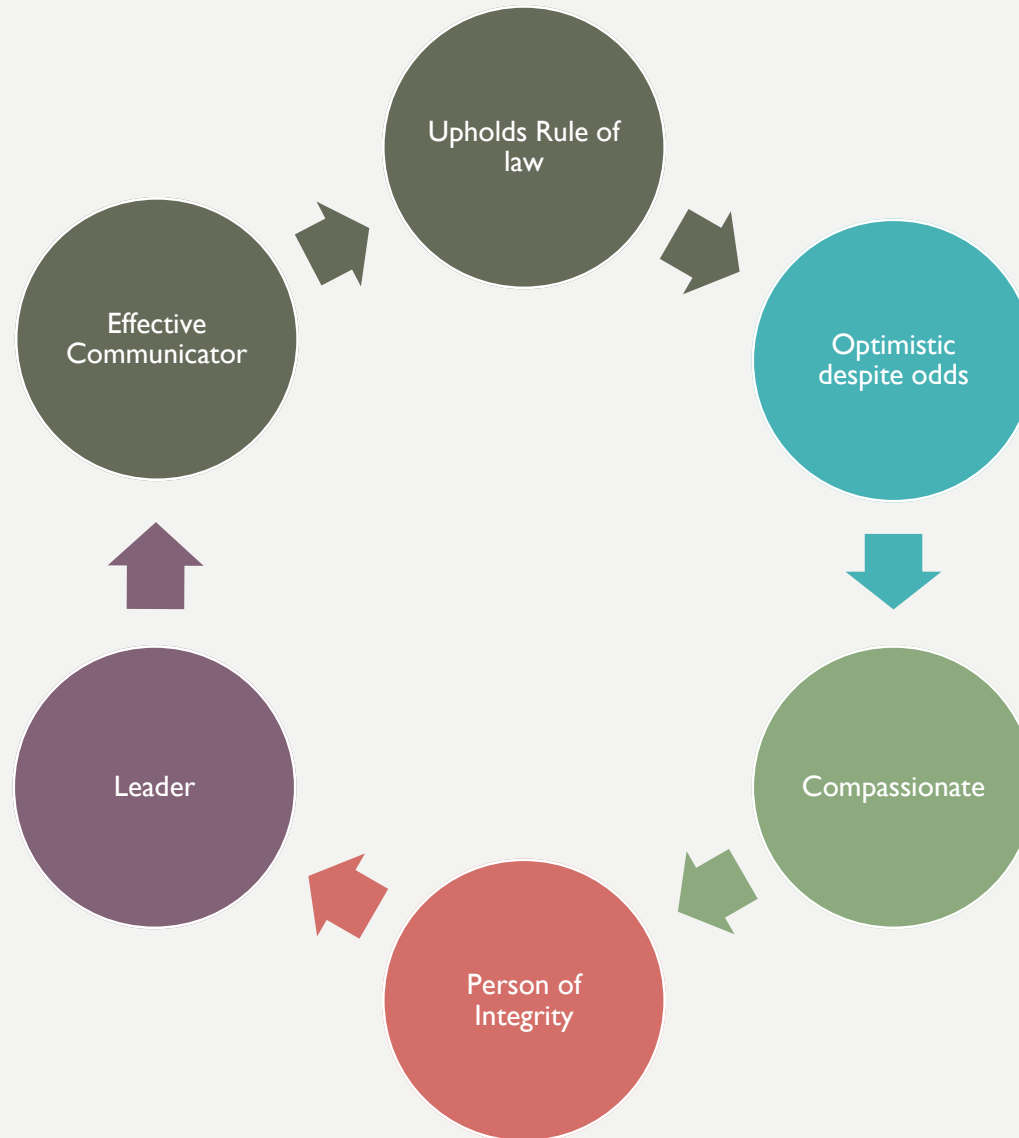 Upholds Rule of
law
Optimistic
despite odds
Compassionate
Person of
Integrity
Leader
Effective
Communicator